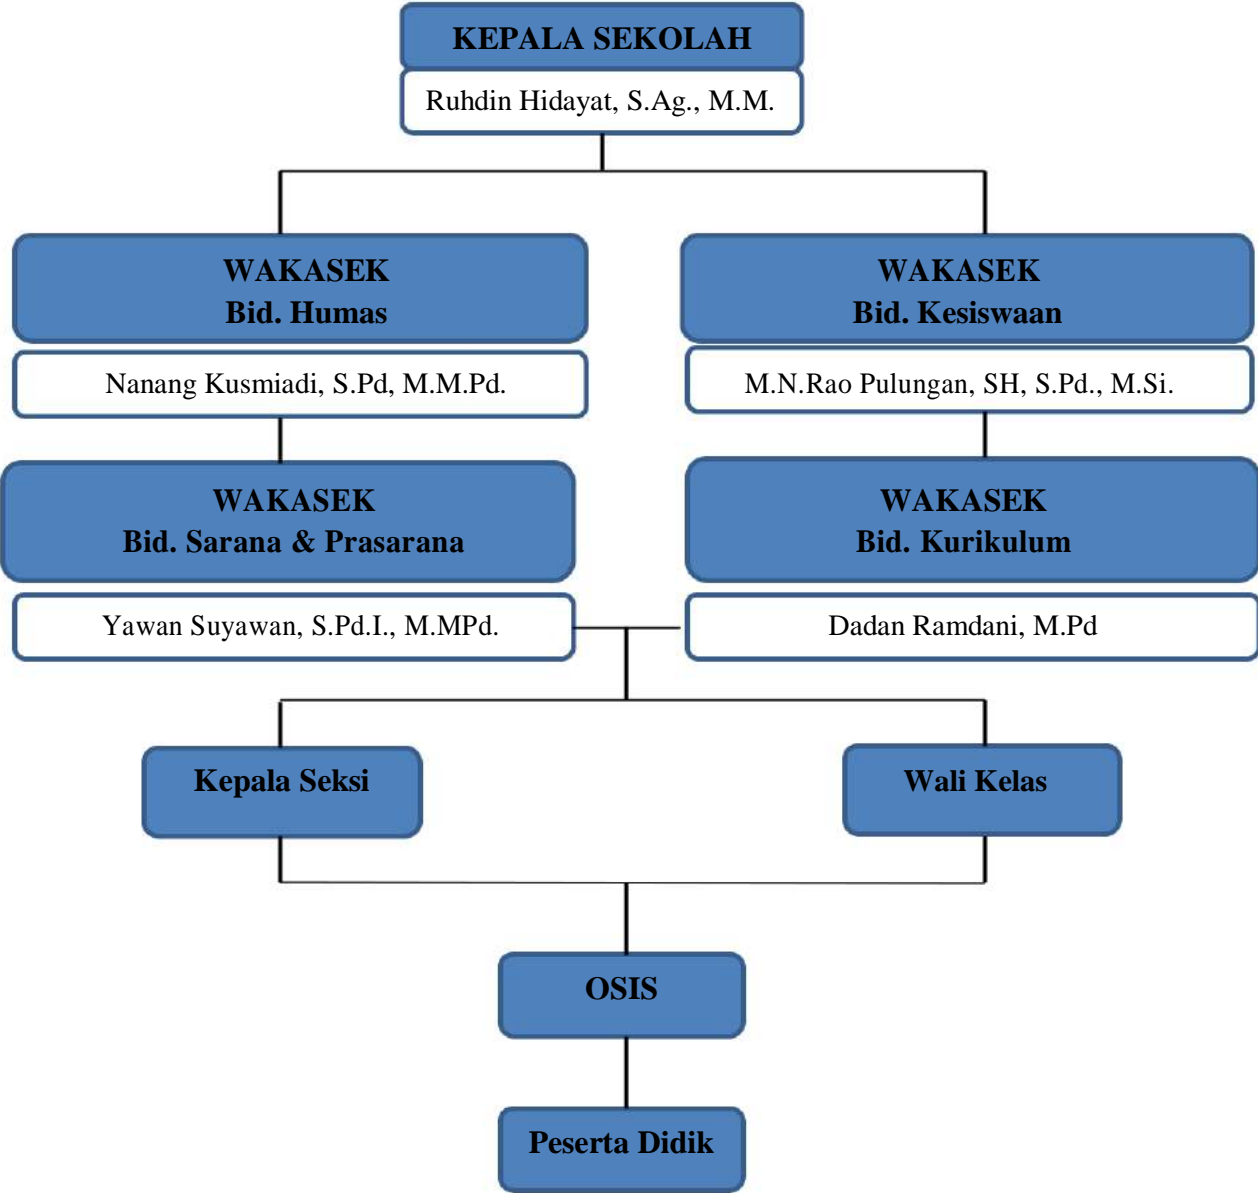 KEPALA SEKOLAH
Ruhdin Hidayat, S.Ag., M.M.
WAKASEK
Bid. Humas
Nanang Kusmiadi, S.Pd, M.M.Pd.
WAKASEK
Bid. Kesiswaan
M.N.Rao Pulungan, SH, S.Pd., M.Si.
WAKASEK
Bid. Sarana & Prasarana
Yawan Suyawan, S.Pd.I., M.MPd.
WAKASEK
Bid. Kurikulum
Dadan Ramdani, M.Pd
Kepala Seksi
Wali Kelas
OSIS
Peserta Didik